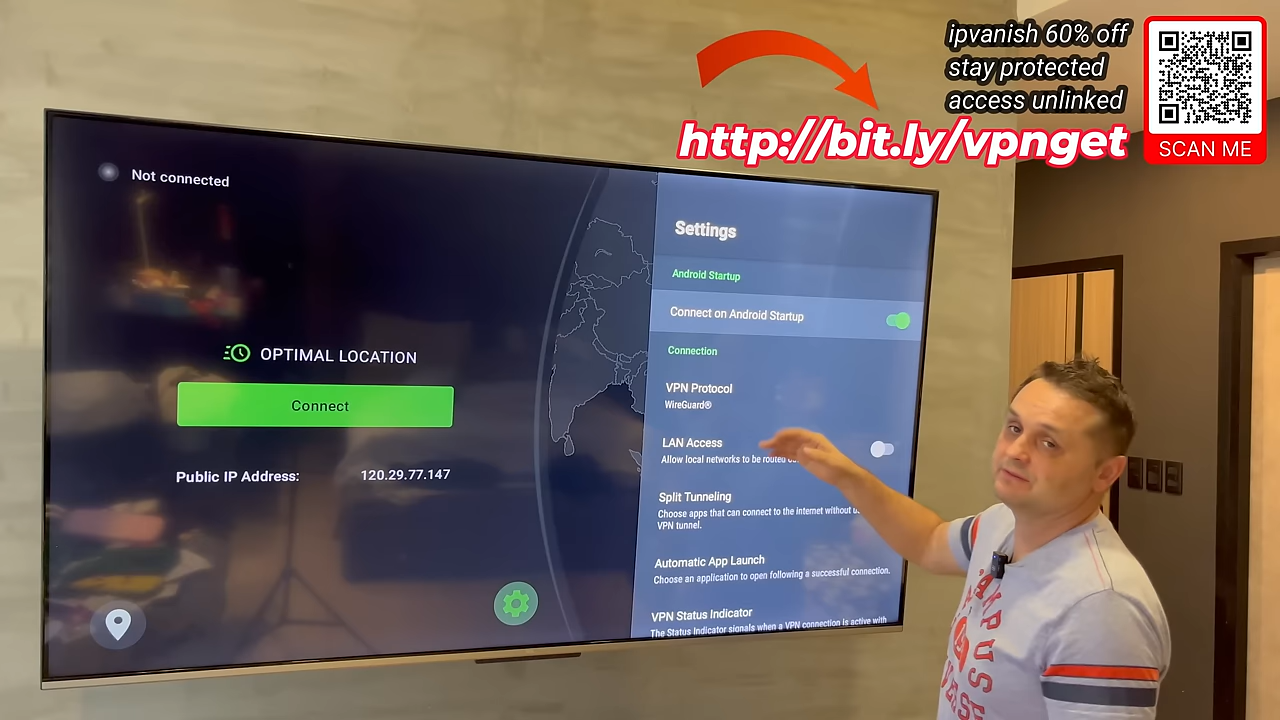 ipvanish 60% off
stay protected
access unlinked
http://bit.ly/vpnget
SCAN ME
Not connected
OPTIMAL LOCATION
Connect
Public IP Address: 120.29.77.147
Settings
Android Startup
Connect on Android Startup
Connection
VPN Protocol
WireGuard®
LAN Access
Allow local networks to be routed
Split Tunneling
Choose apps that can connect to the internet without
VPN tunnel.
Automatic App Launch
Choose an application to open following a successful connection.
VPN Status Indicator
The Status Indicator signals when a VPN connection is active with